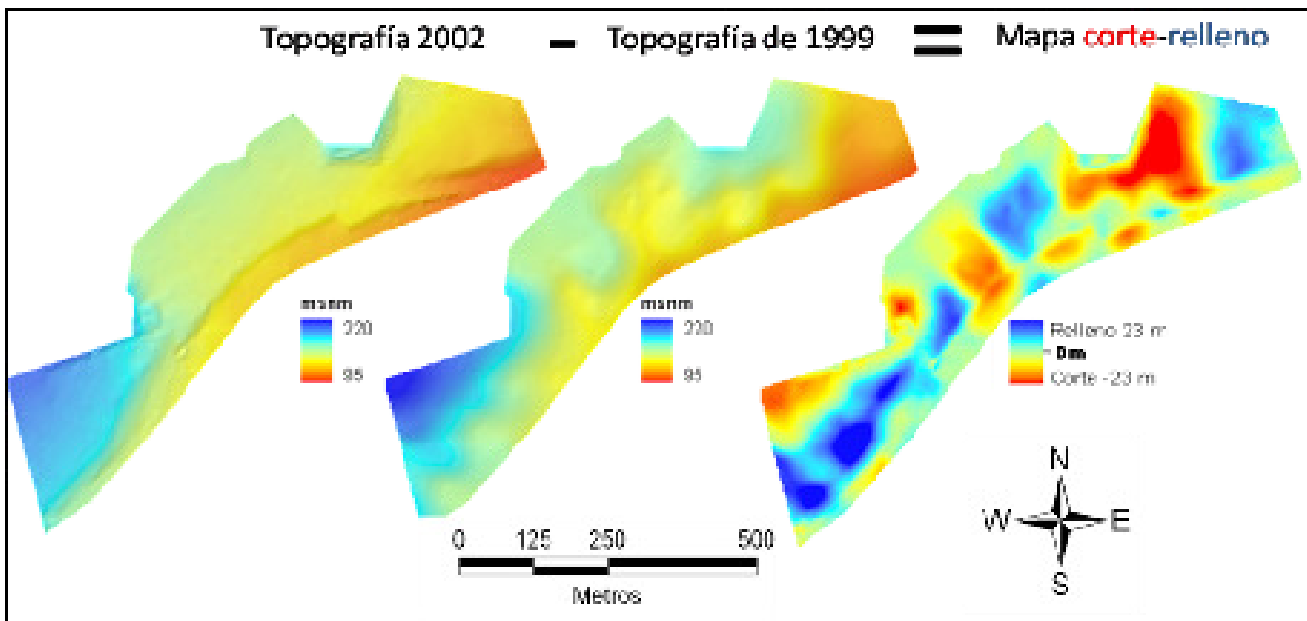 Topografía 2002 - Topografía de 1999 = Mapa corte-relleno
msnm
220
95
msnm
220
95
Relleno 23 m
- 0m
Corte -23 m
0 125 250 500
Metros
N
W E
S